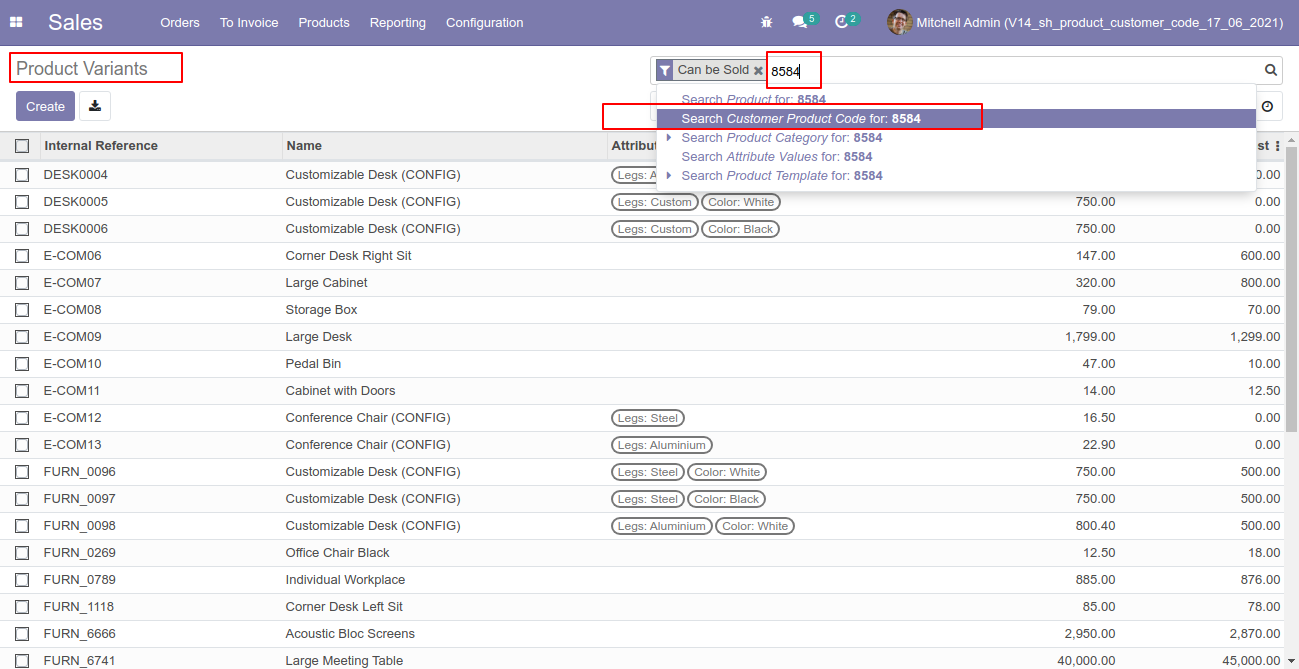 Sales Orders To Invoice Products Reporting Configuration 5 2 Mitchell Admin (V14_sh_product_customer_code_17_06_2021)
Product Variants Can be Sold 8584
Create
Search Product for: 8584
Search Customer Product Code for: 8584
Search Product Category for: 8584
Search Attribute Values for: 8584
Search Product Template for: 8584
Internal Reference Name
DESK0004 Customizable Desk (CONFIG)
DESK0005 Customizable Desk (CONFIG) Legs: Custom Color: White 750.00 0.00
DESK0006 Customizable Desk (CONFIG) Legs: Custom Color: Black 750.00 0.00
E-COM06 Corner Desk Right Sit 147.00 600.00
E-COM07 Large Cabinet 320.00 800.00
E-COM08 Storage Box 79.00 70.00
E-COM09 Large Desk 1,799.00 1,299.00
E-COM10 Pedal Bin 47.00 10.00
E-COM11 Cabinet with Doors 14.00 12.50
E-COM12 Conference Chair (CONFIG) Legs: Steel 16.50 0.00
E-COM13 Conference Chair (CONFIG) Legs: Aluminium 22.90 0.00
FURN_0096 Customizable Desk (CONFIG) Legs: Steel Color: White 750.00 500.00
FURN_0097 Customizable Desk (CONFIG) Legs: Steel Color: Black 750.00 500.00
FURN_0098 Customizable Desk (CONFIG) Legs: Aluminium Color: White 800.40 500.00
FURN_0269 Office Chair Black 12.50 18.00
FURN_0789 Individual Workplace 885.00 876.00
FURN_1118 Corner Desk Left Sit 85.00 78.00
FURN_6666 Acoustic Bloc Screens 2,950.00 2,870.00
FURN_6741 Large Meeting Table 40,000.00 45,000.00